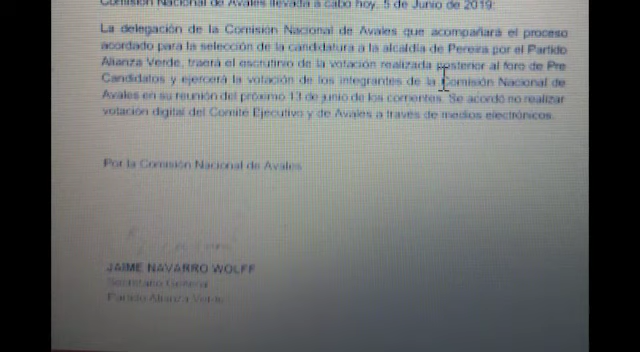 Comisión Nacional de Avales llevada a cabo hoy, 5 de Junio de 2019:
La delegación de la Comisión Nacional de Avales que acompañará el proceso
acordado para la selección de la candidatura a la alcaldía de Pereira por el Partido
Alianza Verde, traerá el escrutinio de la votación realizada posterior al foro de Pre
Candidatos y ejercerá la votación de los integrantes de la Comisión Nacional de
Avales en su reunión del próximo 13 de junio de los corrientes. Se acordó no realizar
votación digital del Comité Ejecutivo y de Avales a través de medios electrónicos.
Por la Comisión Nacional de Avales
JAIME NAVARRO WOLFF
Secretario General
Partido Alianza Verde